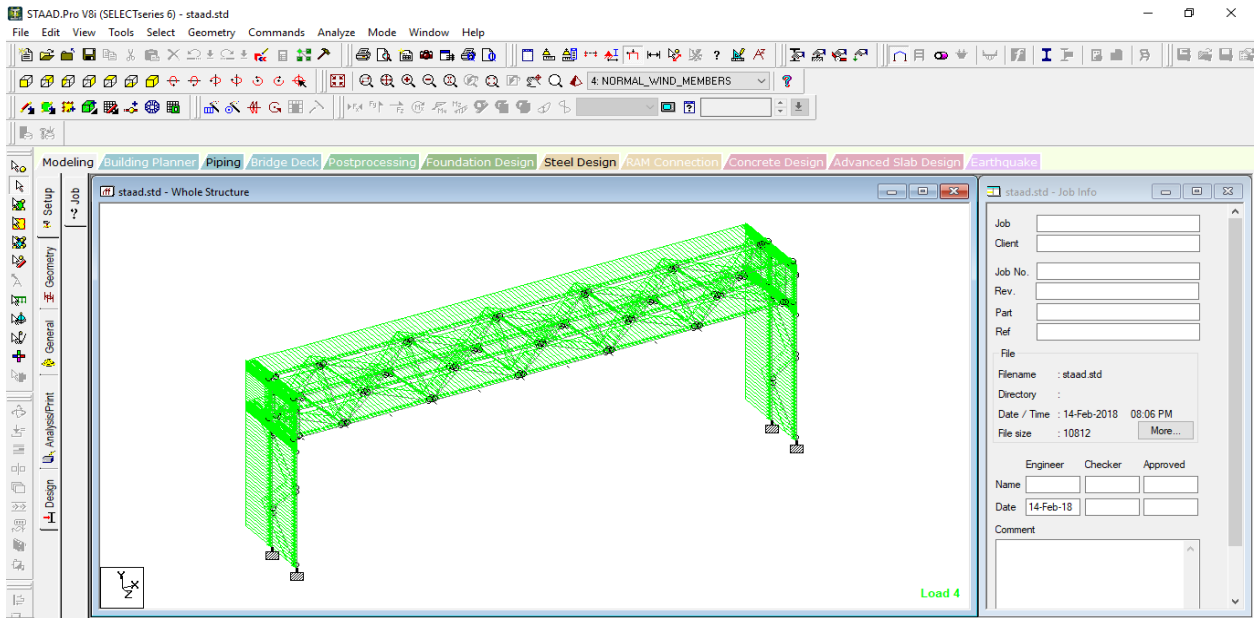 STAAD.Pro V8i (SELECTseries 6) - staad.std
File Edit View Tools Select Geometry Commands Analyze Mode Window Help
4: NORMAL_WIND_MEMBERS
Modeling Building Planner Piping Bridge Deck Postprocessing Foundation Design Steel Design RAM Connection Concrete Design Advanced Slab Design Earthquake
Setup
Geometry
General
Analysis/Print
Design
Job
staad.std - Whole Structure
Y
X
Z
Load 4
staad.std - Job Info
Job
Client
Job No.
Rev.
Part
Ref
File
Filename : staad.std
Directory :
Date / Time : 14-Feb-2018 08:06 PM
File size : 10812 More...
Engineer Checker Approved
Name
Date 14-Feb-18
Comment